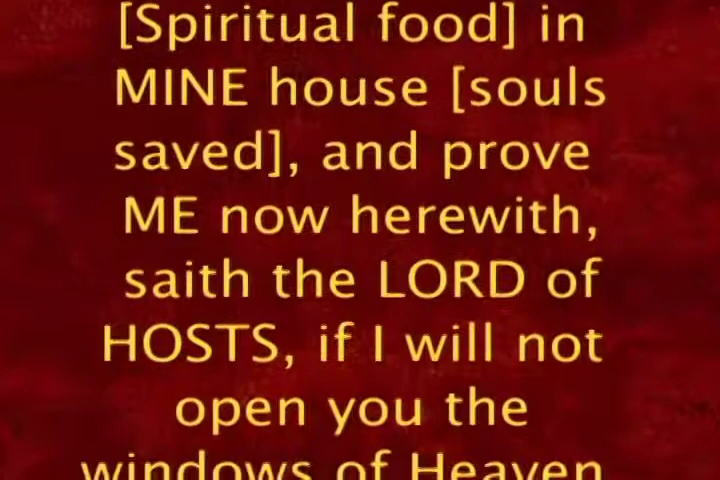 [Spiritual food] in
MINE house [souls
saved], and prove
ME now herewith,
saith the LORD of
HOSTS, if I will not
open you the
windows of Heaven